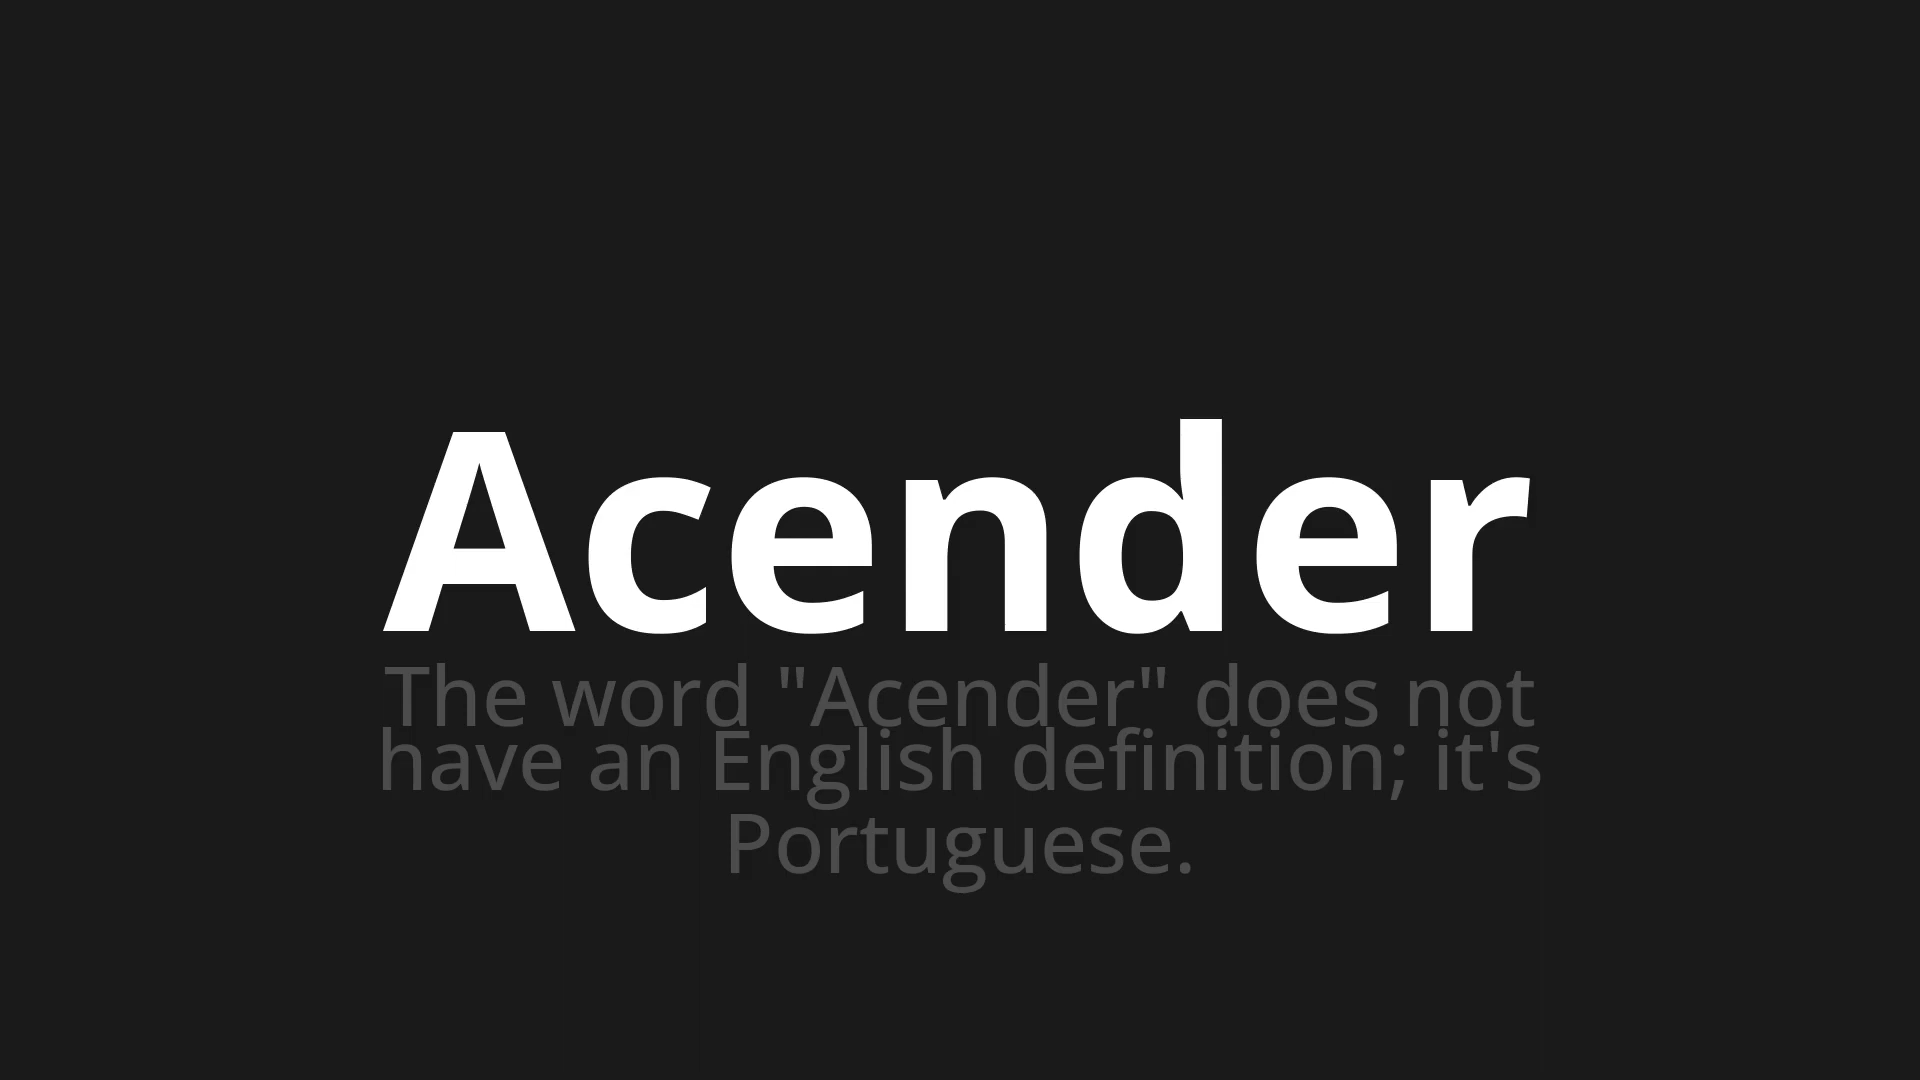 Acender
The word "Acender" does not
have an English definition; it's
Portuguese.